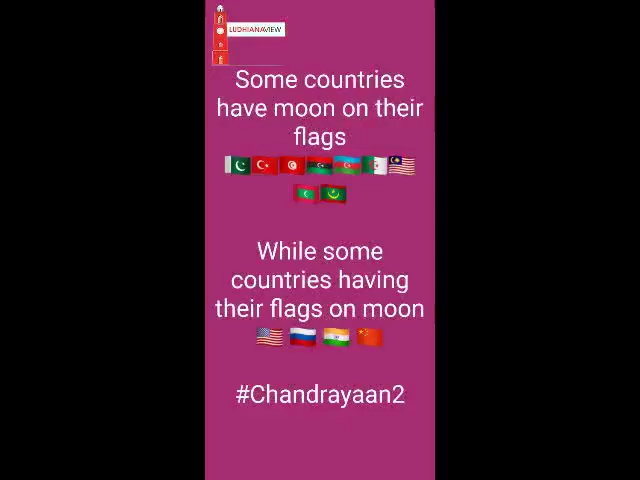 LUDHIANAVIEW
Some countries
have moon on their
flags
🇵🇰🇹🇷🇹🇳🇱🇾🇦🇿🇩🇿🇲🇾
🇲🇻🇲🇷
While some
countries having
their flags on moon
🇺🇸 🇷🇺 🇮🇳 🇨🇳
#Chandrayaan2